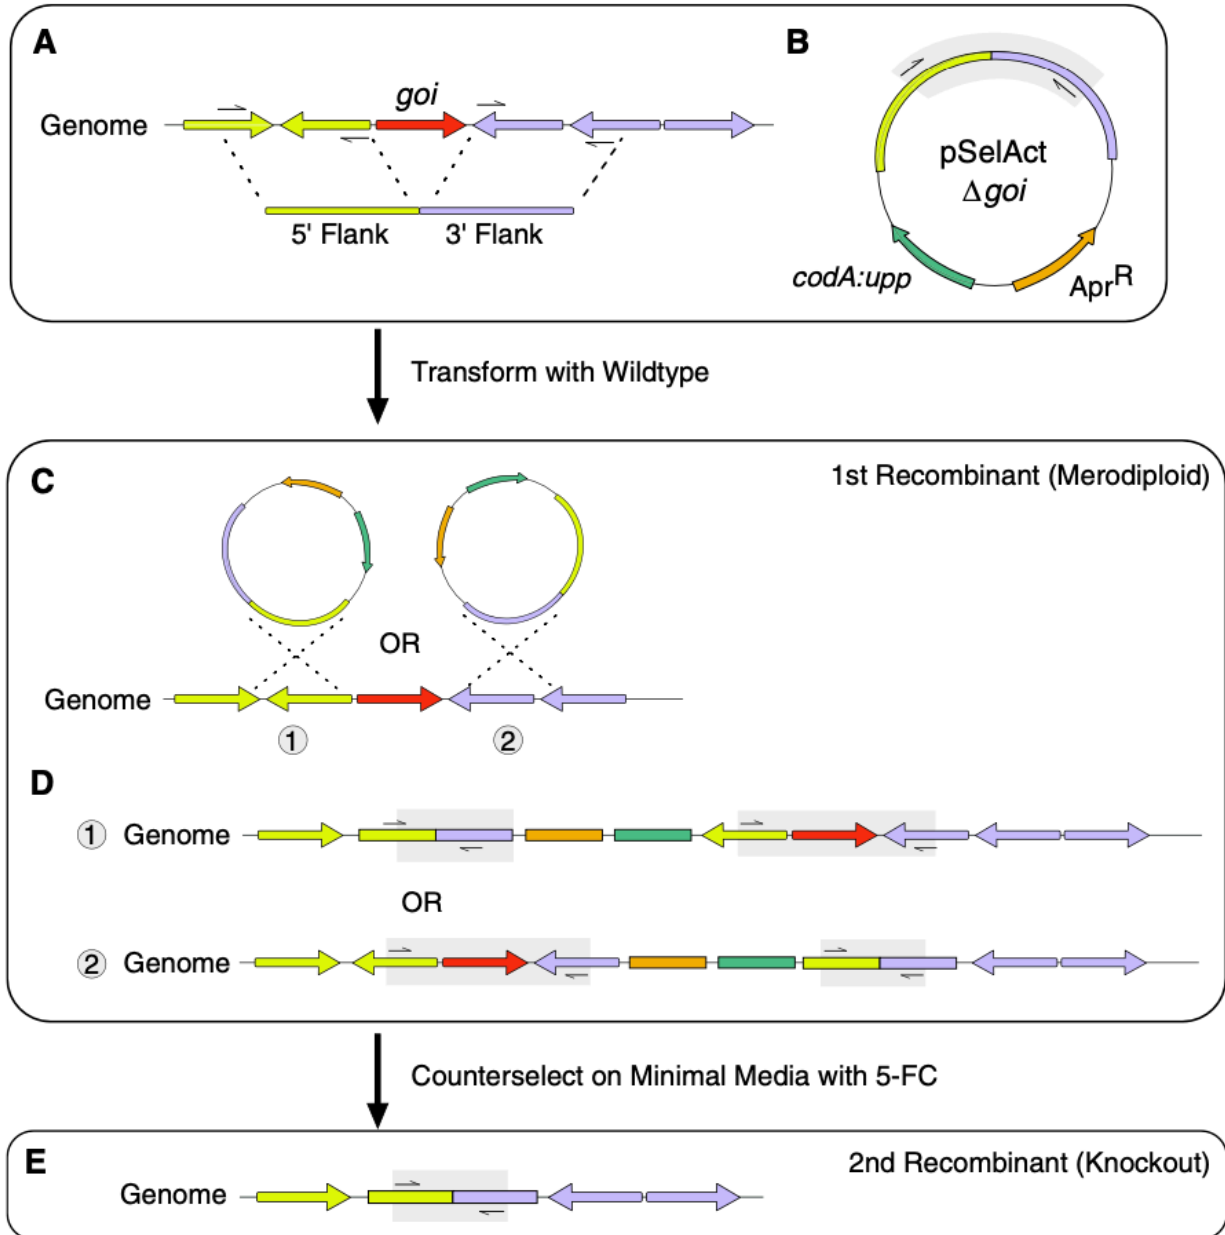 A
goi
Genome
5' Flank 3' Flank
B
pSelAct
Δgoi
codA:upp
AprR
Transform with Wildtype
C
1st Recombinant (Merodiploid)
OR
Genome
1 2
D
1 Genome
OR
2 Genome
Counterselect on Minimal Media with 5-FC
E
2nd Recombinant (Knockout)
Genome